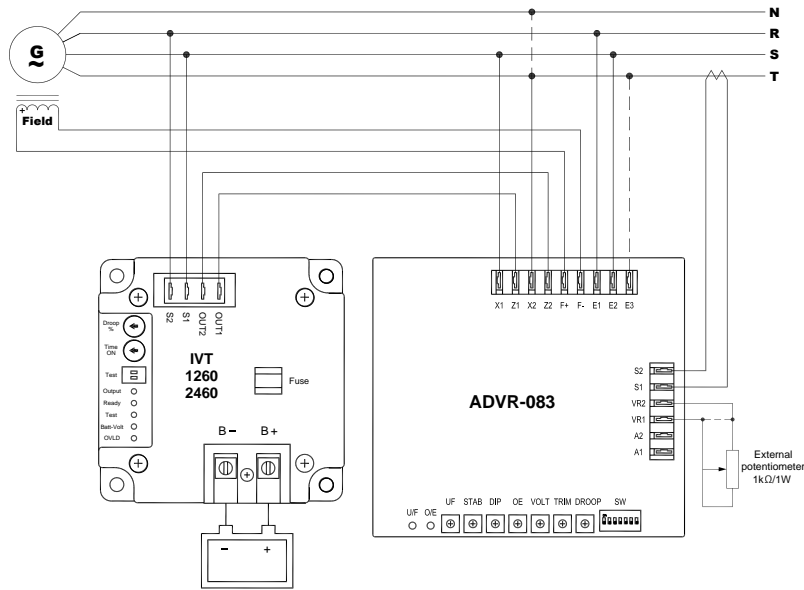 N
R
S
T
G
~
+
Field
S2 S1 OUT2 OUT1
X1 Z1 X2 Z2 F+ F- E1 E2 E3
Droop
%
Time
ON
Test
Output
Ready
Test
Batt-Volt
OVLD
IVT
1260
2460
Fuse
B− B+
− +
ADVR-083
S2
S1
VR2
VR1
A2
A1
External
potentiometer
1kΩ/1W
U/F O/E UF STAB DIP OE VOLT TRIM DROOP SW